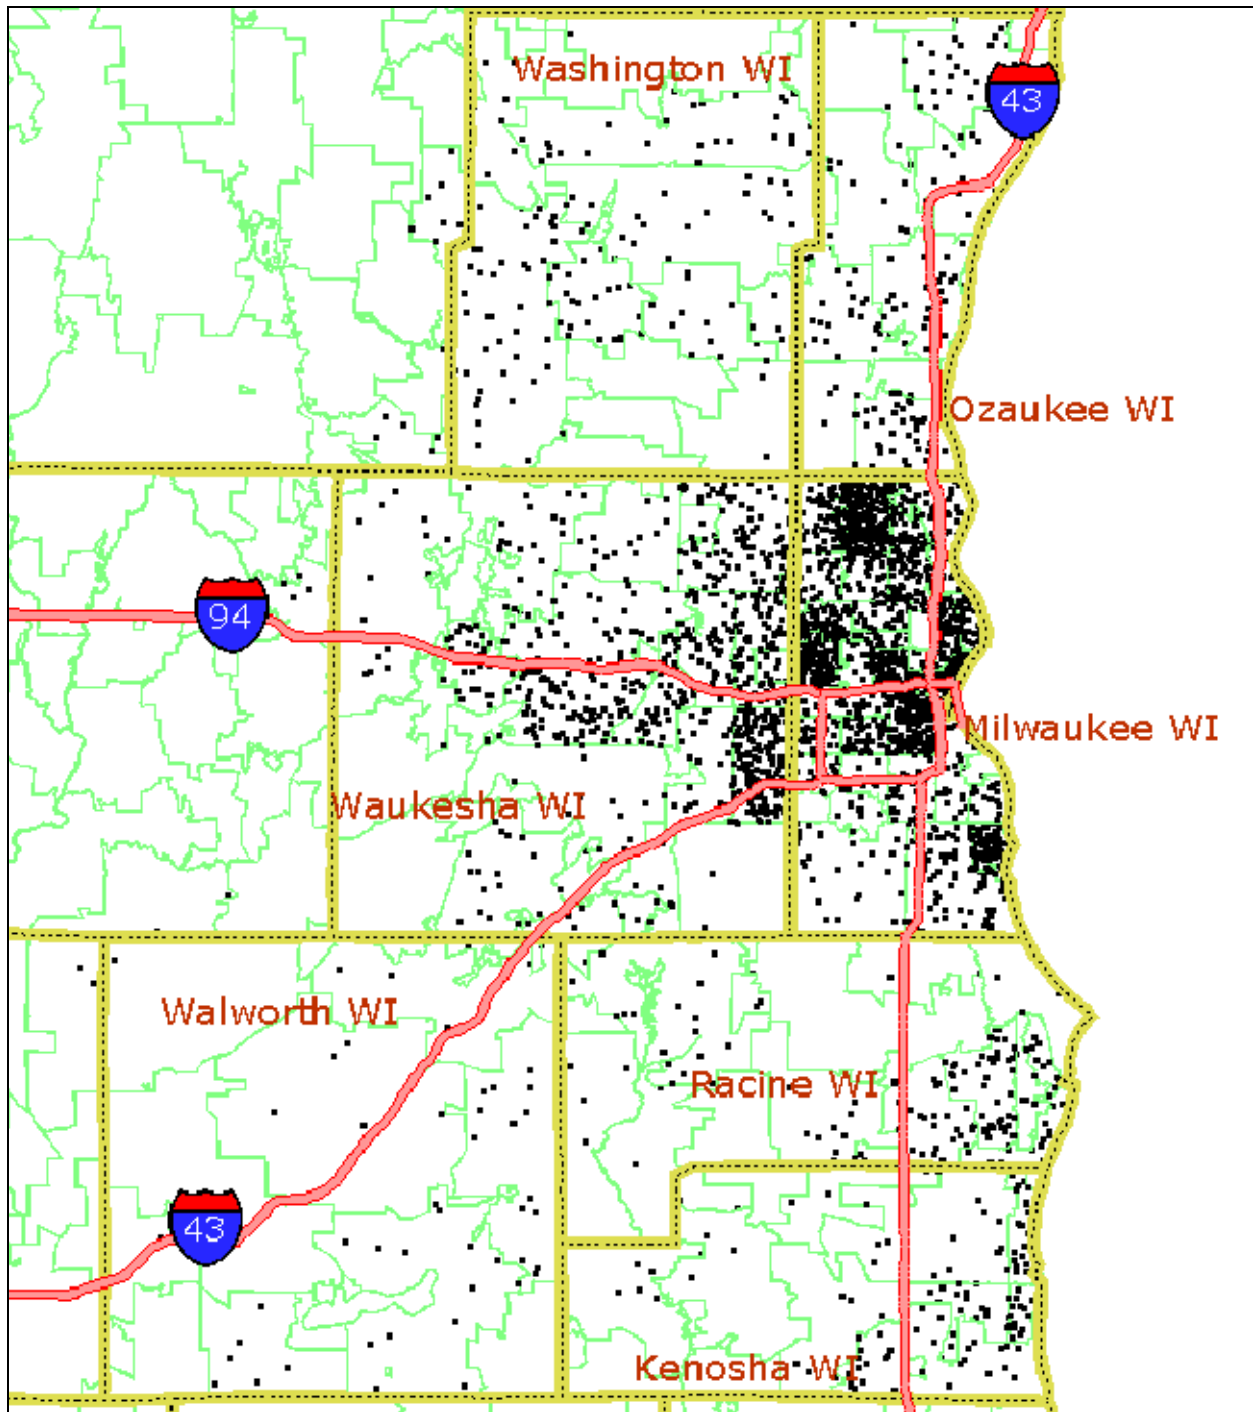 Washington WI
43
Ozaukee WI
94
Milwaukee WI
Waukesha WI
Walworth WI
Racine WI
43
Kenosha WI